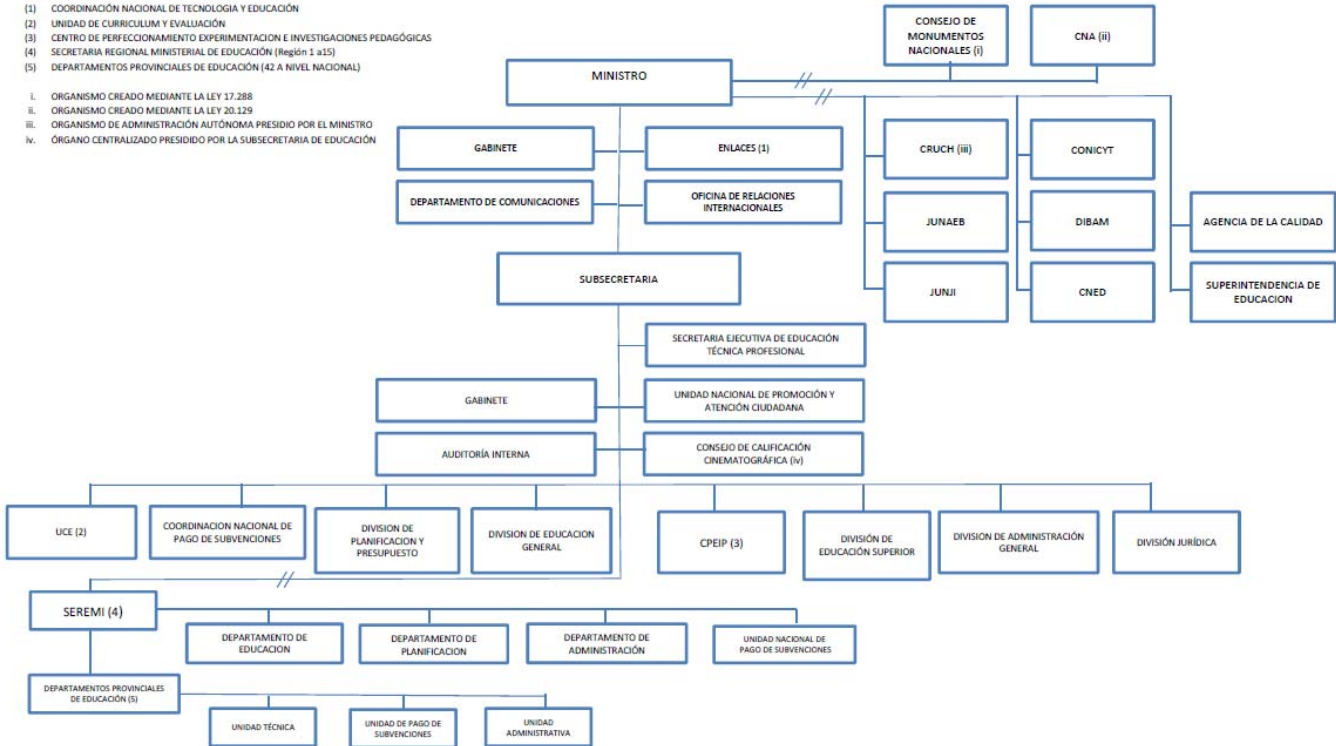 (1) COORDINACIÓN NACIONAL DE TECNOLOGIA Y EDUCACIÓN
(2) UNIDAD DE CURRICULUM Y EVALUACIÓN
(3) CENTRO DE PERFECCIONAMIENTO EXPERIMENTACION E INVESTIGACIONES PEDAGÓGICAS
(4) SECRETARIA REGIONAL MINISTERIAL DE EDUCACIÓN (Región 1 a15)
(5) DEPARTAMENTOS PROVINCIALES DE EDUCACIÓN (42 A NIVEL NACIONAL)
i. ORGANISMO CREADO MEDIANTE LA LEY 17.288
ii. ORGANISMO CREADO MEDIANTE LA LEY 20.129
iii. ORGANISMO DE ADMINISTRACIÓN AUTÓNOMA PRESIDIO POR EL MINISTRO
iv. ÓRGANO CENTRALIZADO PRESIDIDO POR LA SUBSECRETARIA DE EDUCACIÓN
CONSEJO DE
MONUMENTOS
NACIONALES (i)
CNA (ii)
MINISTRO
GABINETE
ENLACES (1)
DEPARTAMENTO DE COMUNICACIONES
OFICINA DE RELACIONES
INTERNACIONALES
CRUCH (iii)
CONICYT
JUNAEB
DIBAM
AGENCIA DE LA CALIDAD
JUNJI
CNED
SUPERINTENDENCIA DE
EDUCACION
SUBSECRETARIA
SECRETARIA EJECUTIVA DE EDUCACIÓN
TÉCNICA PROFESIONAL
GABINETE
UNIDAD NACIONAL DE PROMOCIÓN Y
ATENCIÓN CIUDADANA
AUDITORÍA INTERNA
CONSEJO DE CALIFICACIÓN
CINEMATOGRÁFICA (iv)
UCE (2)
COORDINACION NACIONAL DE
PAGO DE SUBVENCIONES
DIVISION DE
PLANIFICACION Y
PRESUPUESTO
DIVISION DE EDUCACION
GENERAL
CPEIP (3)
DIVISIÓN DE
EDUCACIÓN SUPERIOR
DIVISION DE ADMINISTRACIÓN
GENERAL
DIVISIÓN JURÍDICA
SEREMI (4)
DEPARTAMENTO DE
EDUCACION
DEPARTAMENTO DE
PLANIFICACION
DEPARTAMENTO DE
ADMINISTRACIÓN
UNIDAD NACIONAL DE
PAGO DE SUBVENCIONES
DEPARTAMENTOS PROVINCIALES
DE EDUCACIÓN (5)
UNIDAD TÉCNICA
UNIDAD DE PAGO DE
SUBVENCIONES
UNIDAD
ADMINISTRATIVA